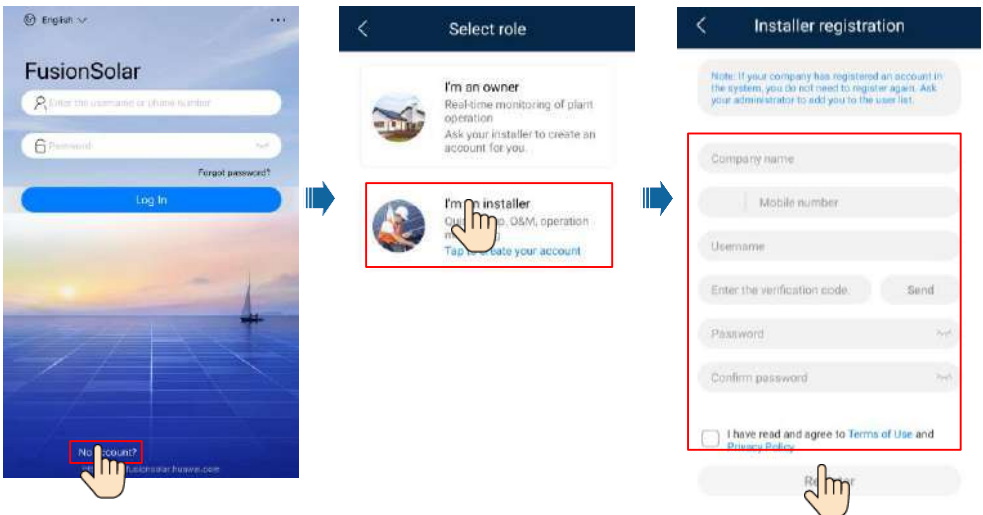 English
...
FusionSolar
Enter the username or phone number
Password
Forgot password?
Log In
No account?
fusionsolar.huawei.com
Select role
I'm an owner
Real-time monitoring of plant
operation
Ask your installer to create an
account for you.
I'm an installer
O&M, operation
Tap to create your account
Installer registration
Note: If your company has registered an account in
the system, you do not need to register again. Ask
your administrator to add you to the user list.
Company name
Mobile number
Username
Enter the verification code.
Send
Password
Confirm password
I have read and agree to Terms of Use and
Privacy Policy
Register